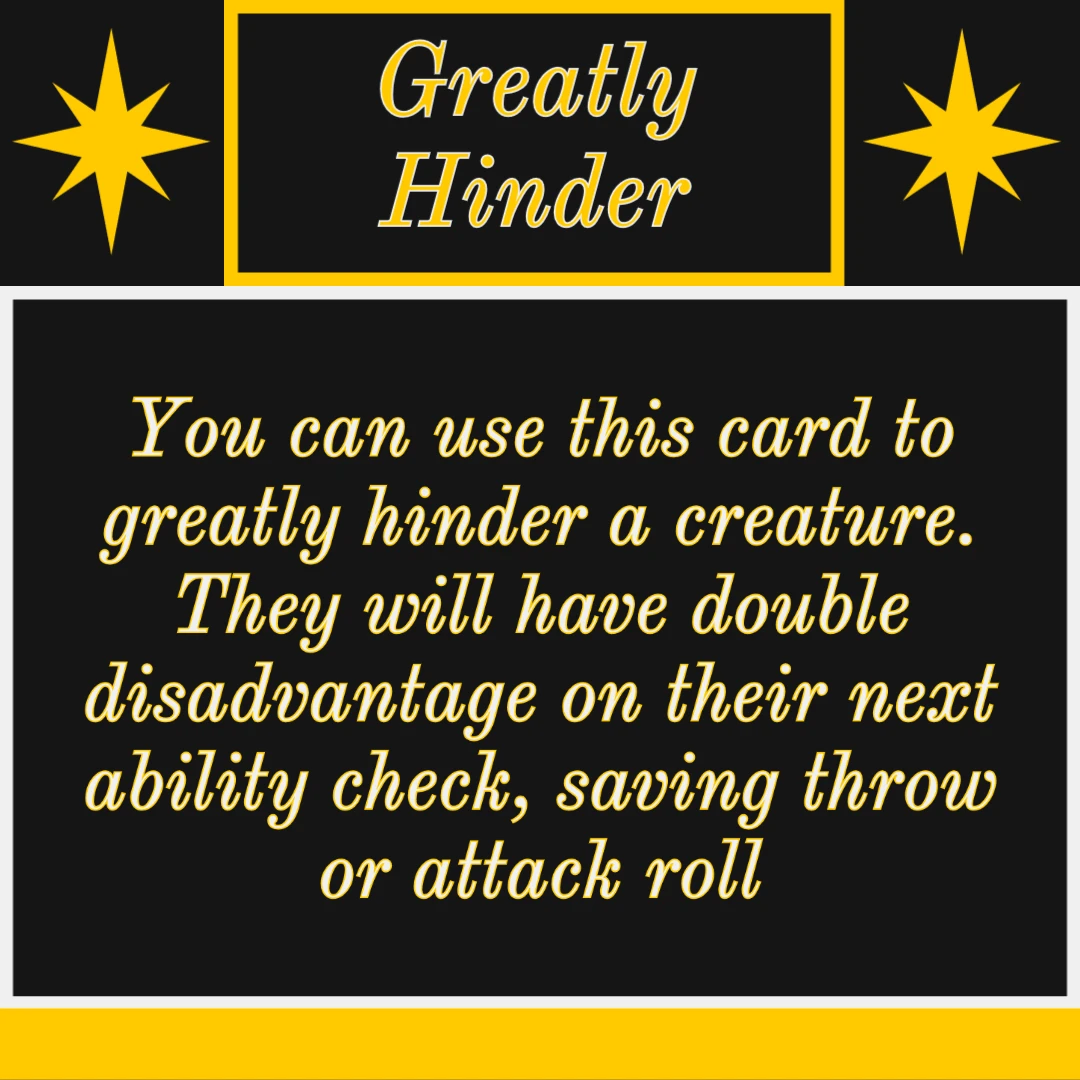 Greatly
Hinder
You can use this card to
greatly hinder a creature.
They will have double
disadvantage on their next
ability check, saving throw
or attack roll